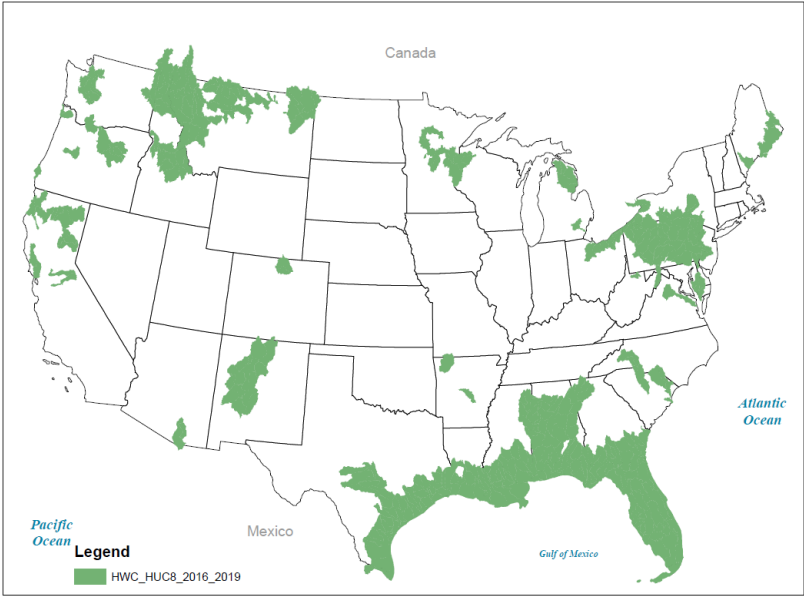 Canada
Atlantic
Ocean
Pacific
Ocean
Mexico
Gulf of Mexico
Legend
HWC_HUC8_2016_2019